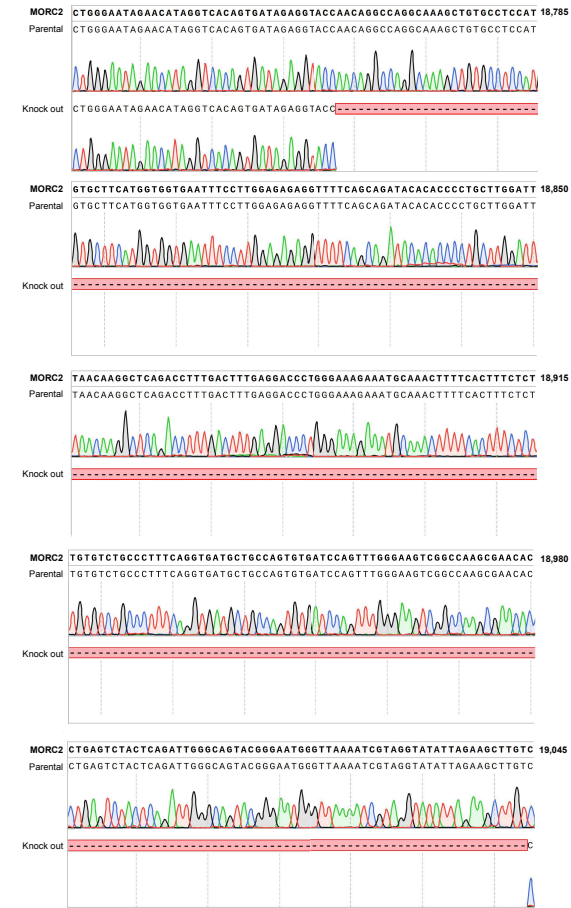 MORC2 CTGGGAATAGAACATAGGTCACAGTGATAGAGGTACCAACAGGCCAGGCAAAGCTGTGCCTCCAT 18,785
Parental CTGGGAATAGAACATAGGTCACAGTGATAGAGGTACCAACAGGCCAGGCAAAGCTGTGCCTCCAT
Knock out CTGGGAATAGAACATAGGTCACAGTGATAGAGGTACC----------------------------
MORC2 GTGCTTCATGGTGGTGAATTTCCTTGGAGAGAGGTTTTCAGCAGATACACACCCCTGCTTGGATT 18,850
Parental GTGCTTCATGGTGGTGAATTTCCTTGGAGAGAGGTTTTCAGCAGATACACACCCCTGCTTGGATT
Knock out -----------------------------------------------------------------
MORC2 TAACAAGGCTCAGACCTTTGACTTTGAGGACCCTGGGAAAGAAATGCAAACTTTTCACTTTCTCT 18,915
Parental TAACAAGGCTCAGACCTTTGACTTTGAGGACCCTGGGAAAGAAATGCAAACTTTTCACTTTCTCT
Knock out -----------------------------------------------------------------
MORC2 TGTGTCTGCCCTTTCAGGTGATGCTGCCAGTGTGATCCAGTTTGGGAAGTCGGCCAAGCGAACAC 18,980
Parental TGTGTCTGCCCTTTCAGGTGATGCTGCCAGTGTGATCCAGTTTGGGAAGTCGGCCAAGCGAACAC
Knock out -----------------------------------------------------------------
MORC2 CTGAGTCTACTCAGATTGGGCAGTACGGGAATGGGTTAAAATCGTAGGTATATTAGAAGCTTGTC 19,045
Parental CTGAGTCTACTCAGATTGGGCAGTACGGGAATGGGTTAAAATCGTAGGTATATTAGAAGCTTGTC
Knock out ----------------------------------------------------------------C